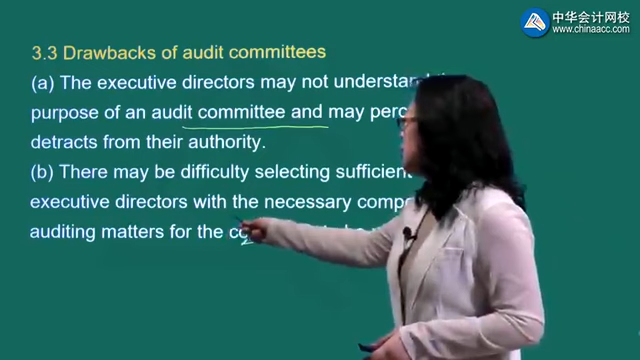 中华会计网校
www.chinaacc.com
3.3 Drawbacks of audit committees
(a) The executive directors may not understand
purpose of an audit committee and may
detracts from their authority.
(b) There may be difficulty selecting sufficient
executive directors with the necessary
auditing matters for the